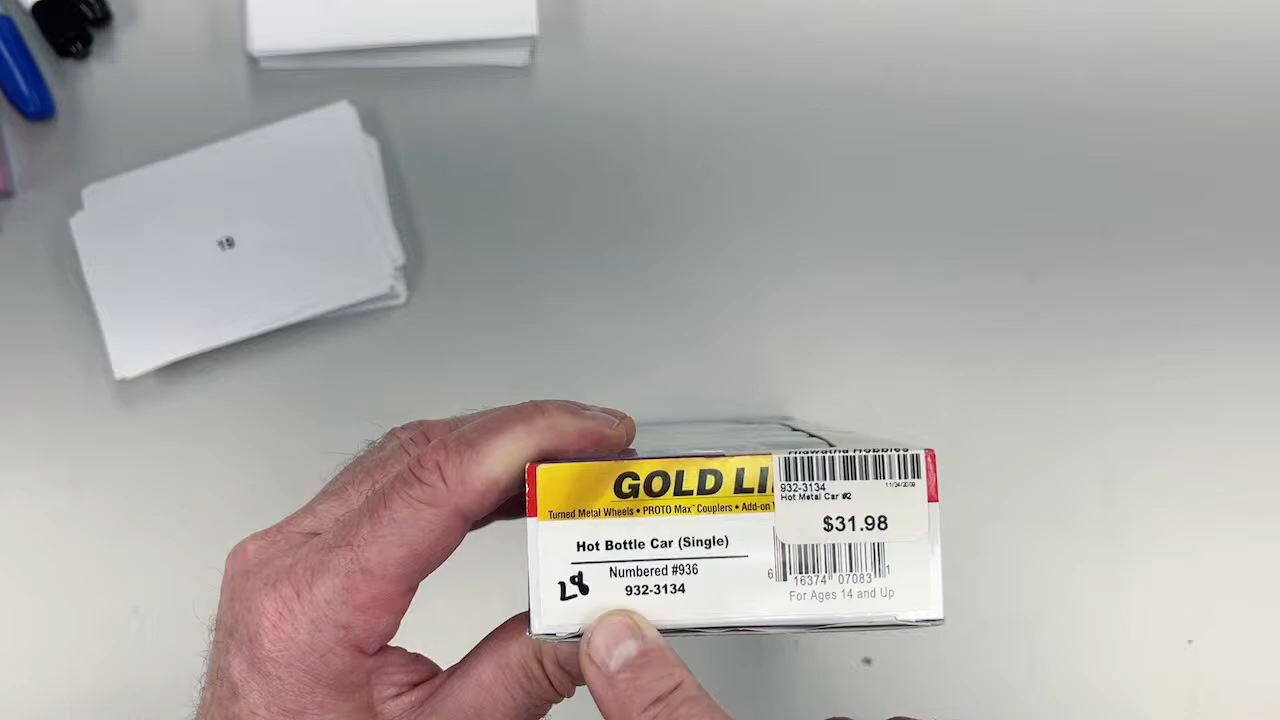 19
Hiawatha Hobbies
GOLD LI
932-3134
11/24/2009
Hot Metal Car #2
Turned Metal Wheels • PROTO Max™ Couplers • Add-on
$31.98
Hot Bottle Car (Single)
Numbered #936
28
932-3134
6 16374 07083 1
For Ages 14 and Up